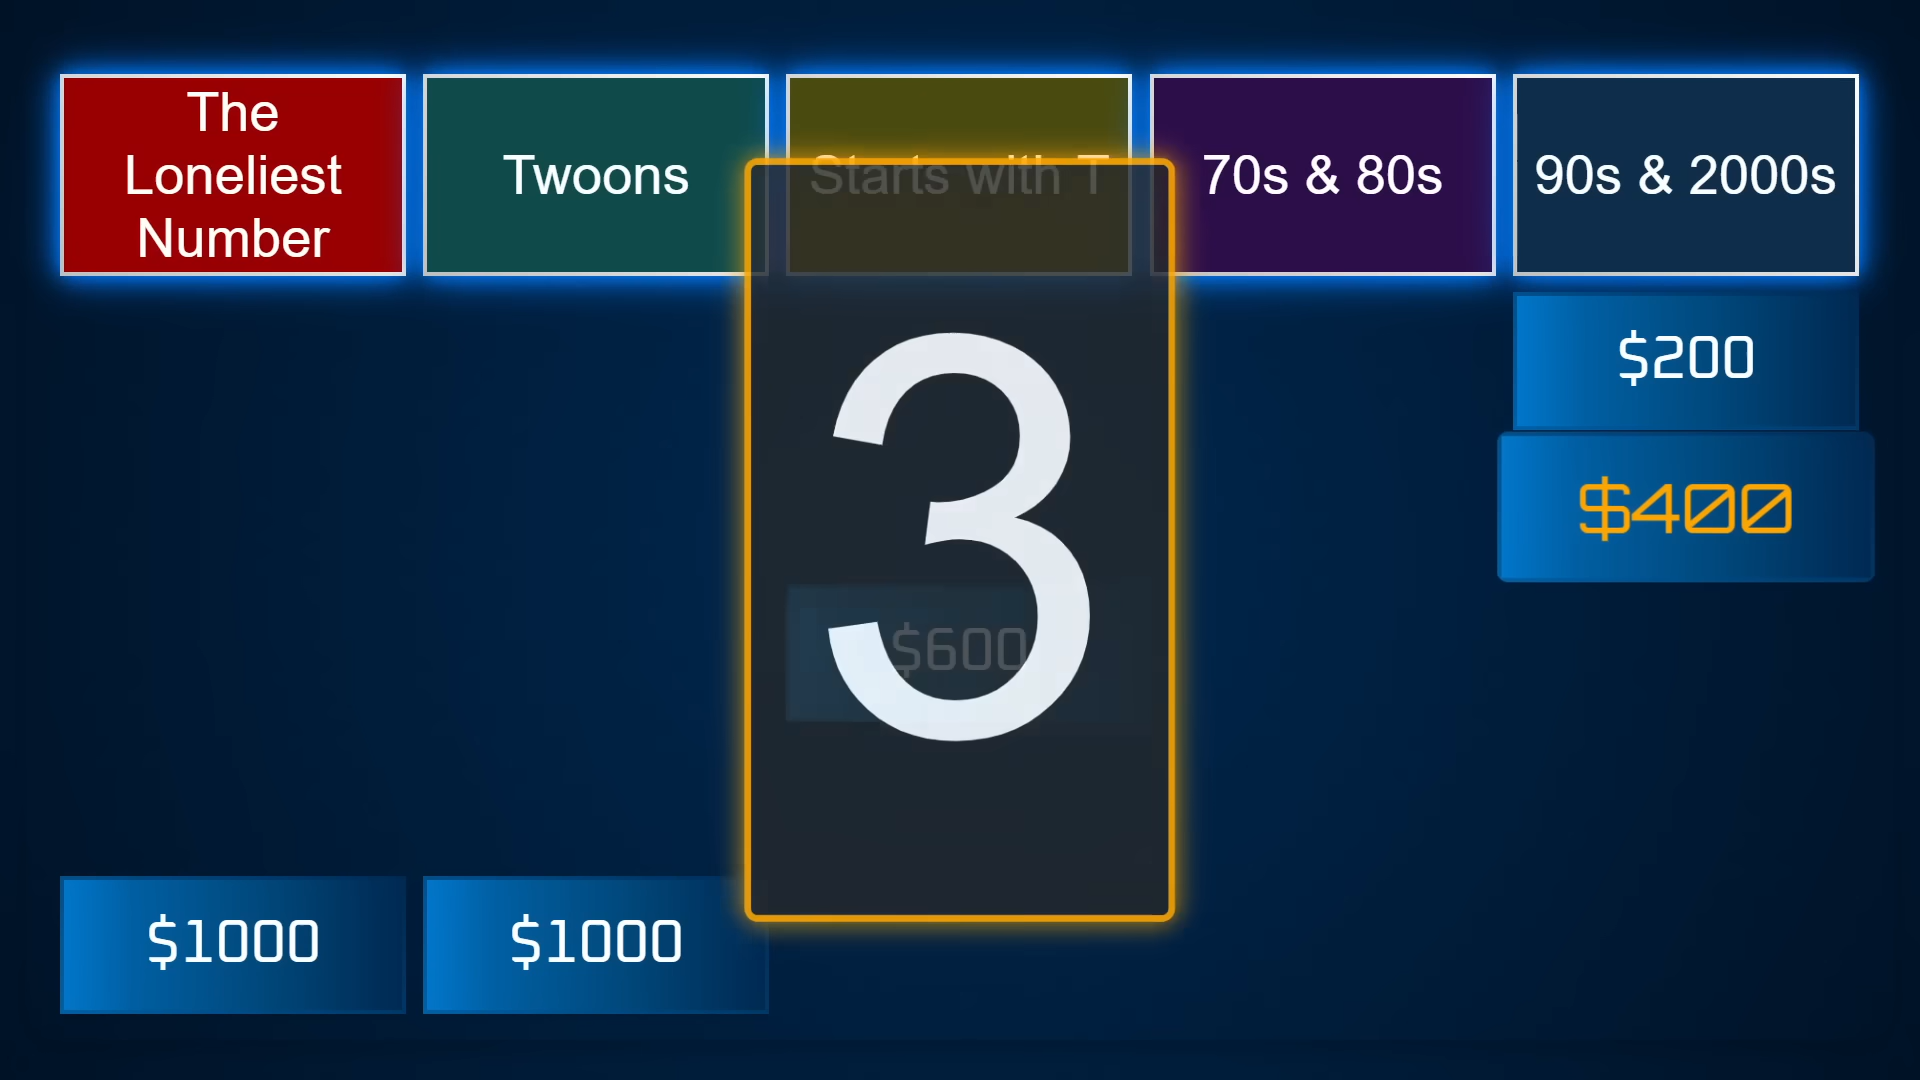 The
Loneliest
Number
Twoons
Starts with T
70s & 80s
90s & 2000s
$200
$400
3
$600
$1000
$1000